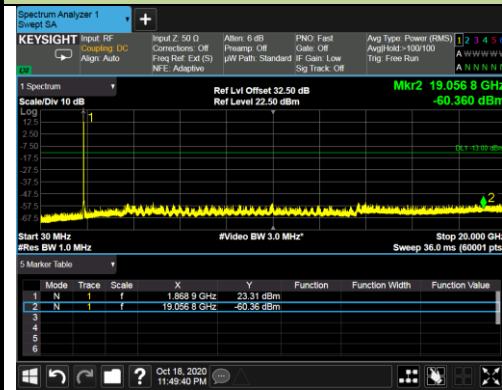 Spectrum Analyzer 1
Swept SA
KEYSIGHT Input: RF
Coupling: DC
Align: Auto
Input Z: 50 Ω
Corrections: Off
Freq Ref: Ext (S)
NFE: Adaptive
Atten: 6 dB
Preamp: Off
µW Path: Standard
PNO: Fast
Gate: Off
IF Gain: Low
Sig Track: Off
Avg Type: Power (RMS)
Avg|Hold:>100/100
Trig: Free Run
1 2 3 4 5
A W W W W
A N N N N
1 Spectrum
Scale/Div 10 dB
Ref Lvl Offset 32.50 dB
Ref Level 22.50 dBm
Mkr2 19.056 8 GHz
-60.360 dBm
Log
12.5
2.50
-7.50
-17.5
-27.5
-37.5
-47.5
-57.5
-67.5
1
DL1 -13.00 dBm
2
Start 30 MHz
#Video BW 3.0 MHz*
Stop 20.000 GHz
#Res BW 1.0 MHz
Sweep 36.0 ms (60001 pts)
5 Marker Table
Mode Trace Scale X Y Function Function Width Function Value
1 N 1 f 1.868 9 GHz 23.31 dBm
2 N 1 f 19.056 8 GHz -60.36 dBm
3
4
5
6
? Oct 18, 2020
11:49:40 PM